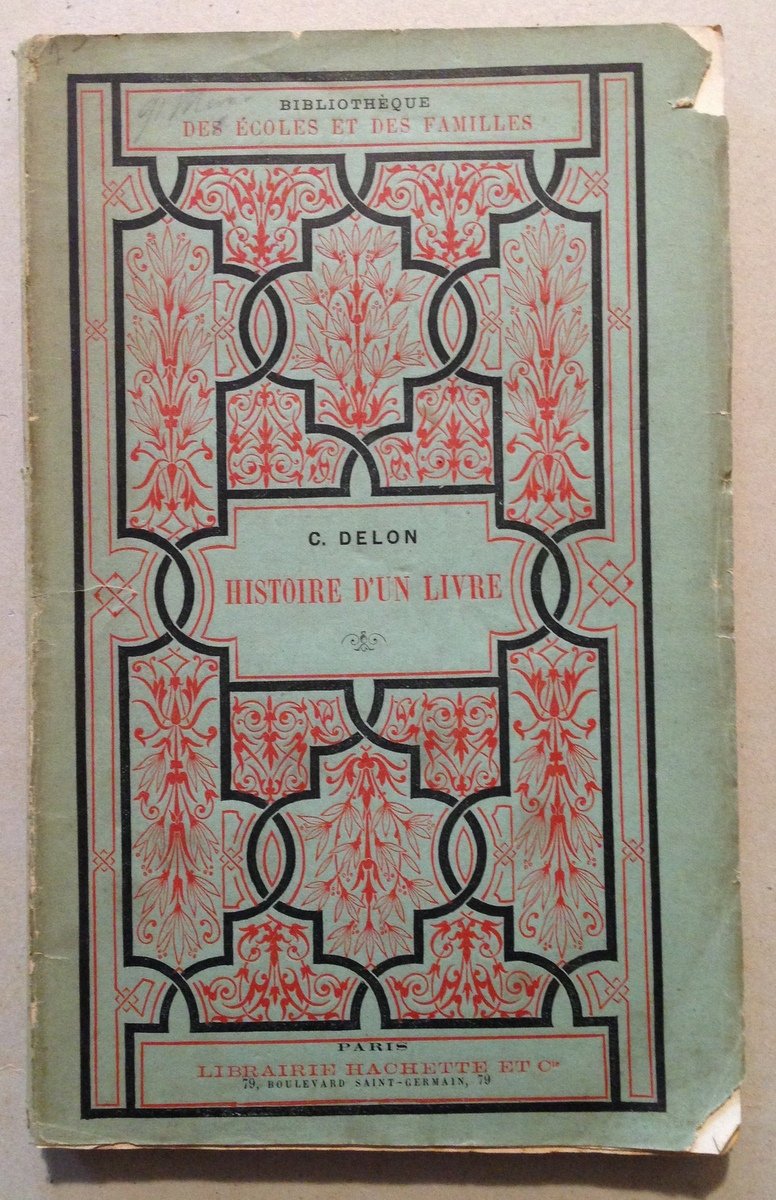 BIBLIOTHÈQUE
DES ÉCOLES ET DES FAMILLES
C. DELON
HISTOIRE D'UN LIVRE
PARIS
LIBRAIRIE HACHETTE ET Cie
79, BOULEVARD SAINT-GERMAIN, 79